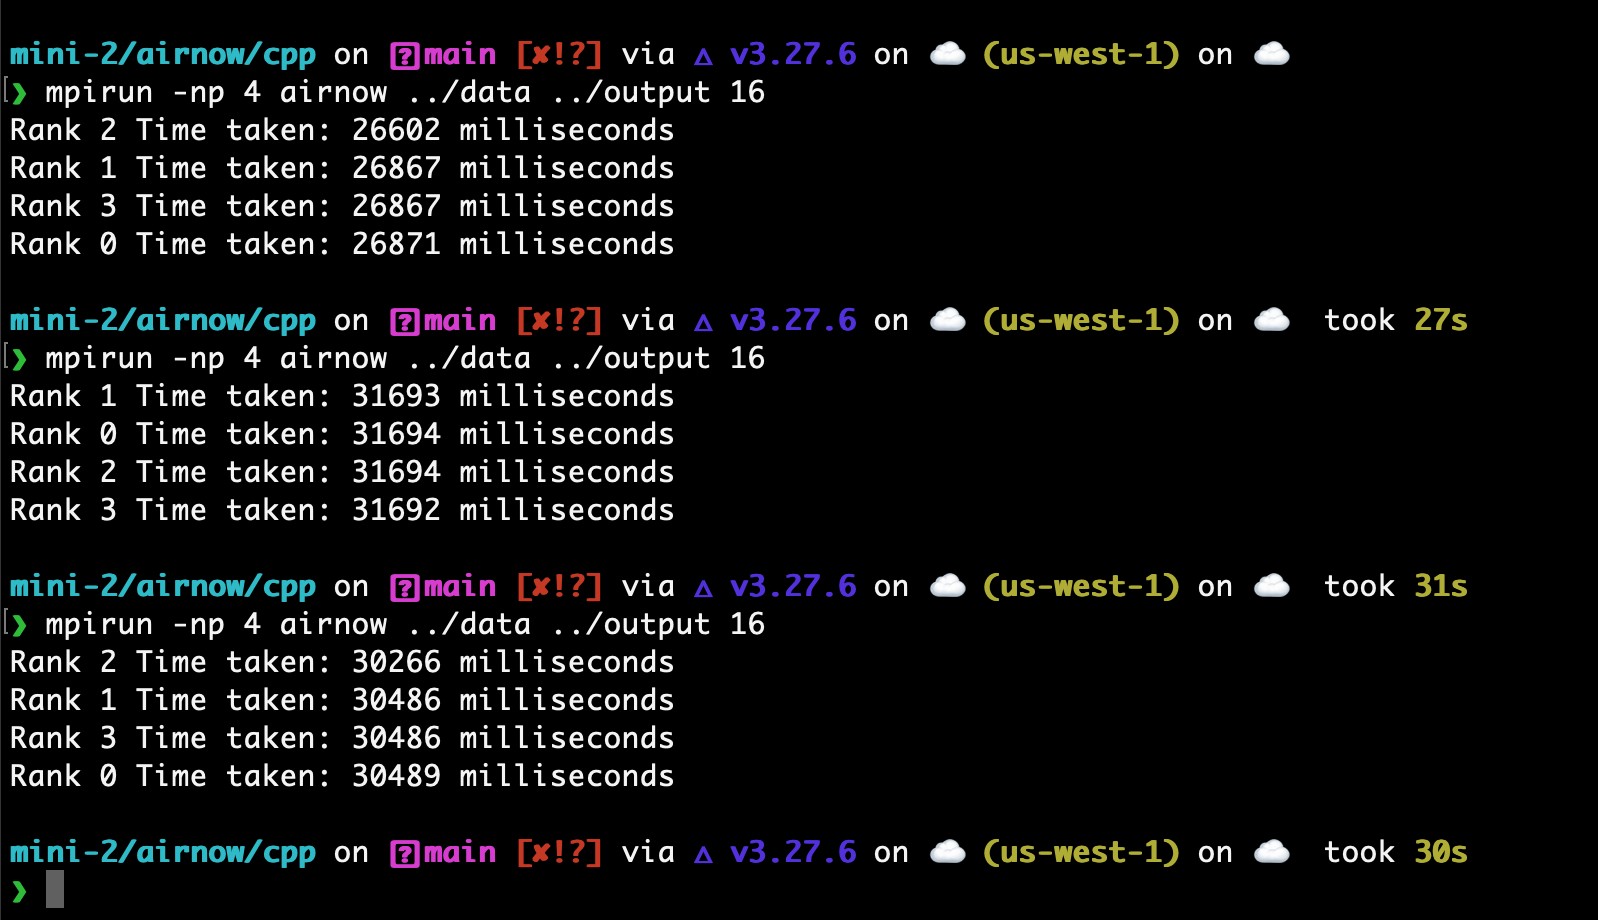 mini-2/airnow/cpp on ?main [✘!?] via △ v3.27.6 on ☁️ (us-west-1) on ☁️
❯ mpirun -np 4 airnow ../data ../output 16
Rank 2 Time taken: 26602 milliseconds
Rank 1 Time taken: 26867 milliseconds
Rank 3 Time taken: 26867 milliseconds
Rank 0 Time taken: 26871 milliseconds
mini-2/airnow/cpp on ?main [✘!?] via △ v3.27.6 on ☁️ (us-west-1) on ☁️ took 27s
❯ mpirun -np 4 airnow ../data ../output 16
Rank 1 Time taken: 31693 milliseconds
Rank 0 Time taken: 31694 milliseconds
Rank 2 Time taken: 31694 milliseconds
Rank 3 Time taken: 31692 milliseconds
mini-2/airnow/cpp on ?main [✘!?] via △ v3.27.6 on ☁️ (us-west-1) on ☁️ took 31s
❯ mpirun -np 4 airnow ../data ../output 16
Rank 2 Time taken: 30266 milliseconds
Rank 1 Time taken: 30486 milliseconds
Rank 3 Time taken: 30486 milliseconds
Rank 0 Time taken: 30489 milliseconds
mini-2/airnow/cpp on ?main [✘!?] via △ v3.27.6 on ☁️ (us-west-1) on ☁️ took 30s
❯